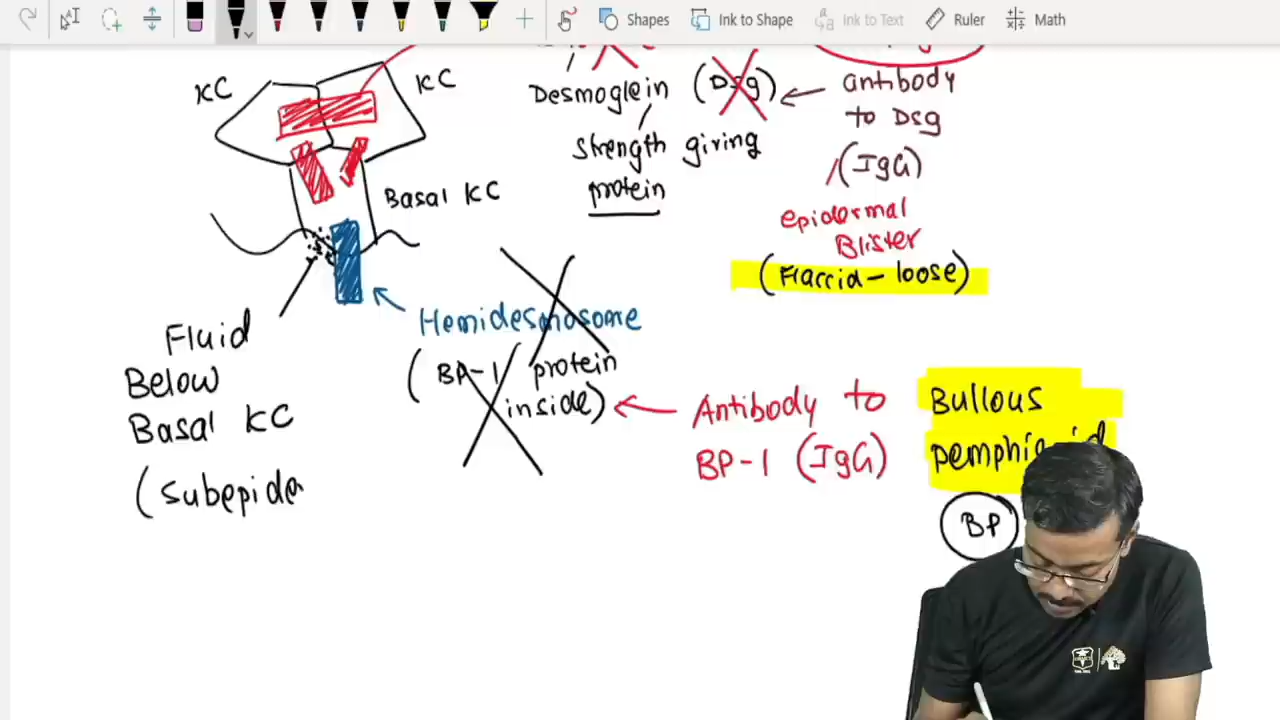 Shapes
Ink to Shape
Ink to Text
Ruler
Math
KC
KC
Basal KC
Desmoglein (Dsg)
strength giving
protein
antibody
to Dsg
(IgG)
epidermal
Blister
(Flaccid - loose)
Hemidesmosome
(BP-1 protein
inside)
Fluid
Below
Basal KC
(subepider
Antibody to
BP-1 (IgG)
Bullous
BP